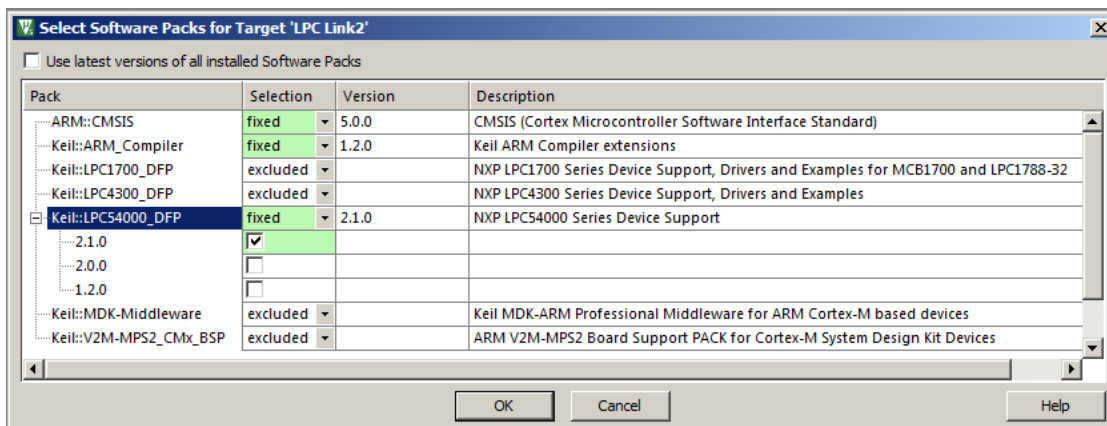 Select Software Packs for Target 'LPC Link2'
Use latest versions of all installed Software Packs
Pack Selection Version Description
ARM::CMSIS fixed 5.0.0 CMSIS (Cortex Microcontroller Software Interface Standard)
Keil::ARM_Compiler fixed 1.2.0 Keil ARM Compiler extensions
Keil::LPC1700_DFP excluded NXP LPC1700 Series Device Support, Drivers and Examples for MCB1700 and LPC1788-32
Keil::LPC4300_DFP excluded NXP LPC4300 Series Device Support, Drivers and Examples
Keil::LPC54000_DFP fixed 2.1.0 NXP LPC54000 Series Device Support
2.1.0
2.0.0
1.2.0
Keil::MDK-Middleware excluded Keil MDK-ARM Professional Middleware for ARM Cortex-M based devices
Keil::V2M-MPS2_CMx_BSP excluded ARM V2M-MPS2 Board Support PACK for Cortex-M System Design Kit Devices
OK Cancel Help